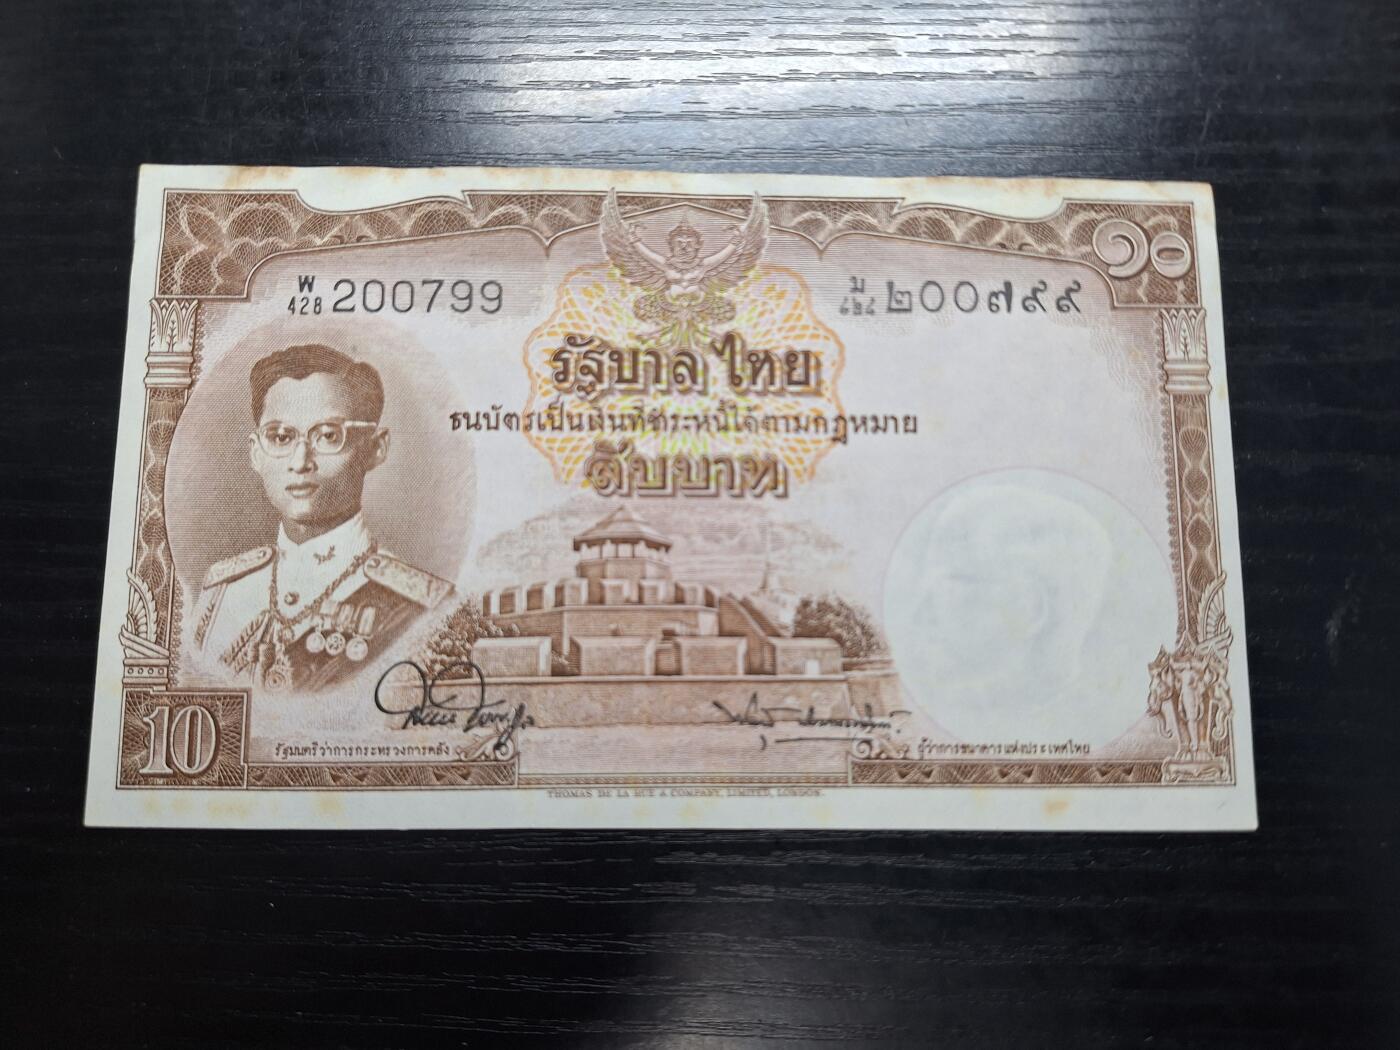 ๑๐
W
428 200799
ม
๔๒๘ ๒๐๐๗๙๙
รัฐบาลไทย
ธนบัตรเป็นเงินที่ชำระหนี้ได้ตามกฎหมาย
สิบบาท
รัฐมนตรีว่าการกระทรวงการคลัง
ผู้ว่าการธนาคารแห่งประเทศไทย
10
THOMAS DE LA RUE & COMPANY, LIMITED, LONDON.